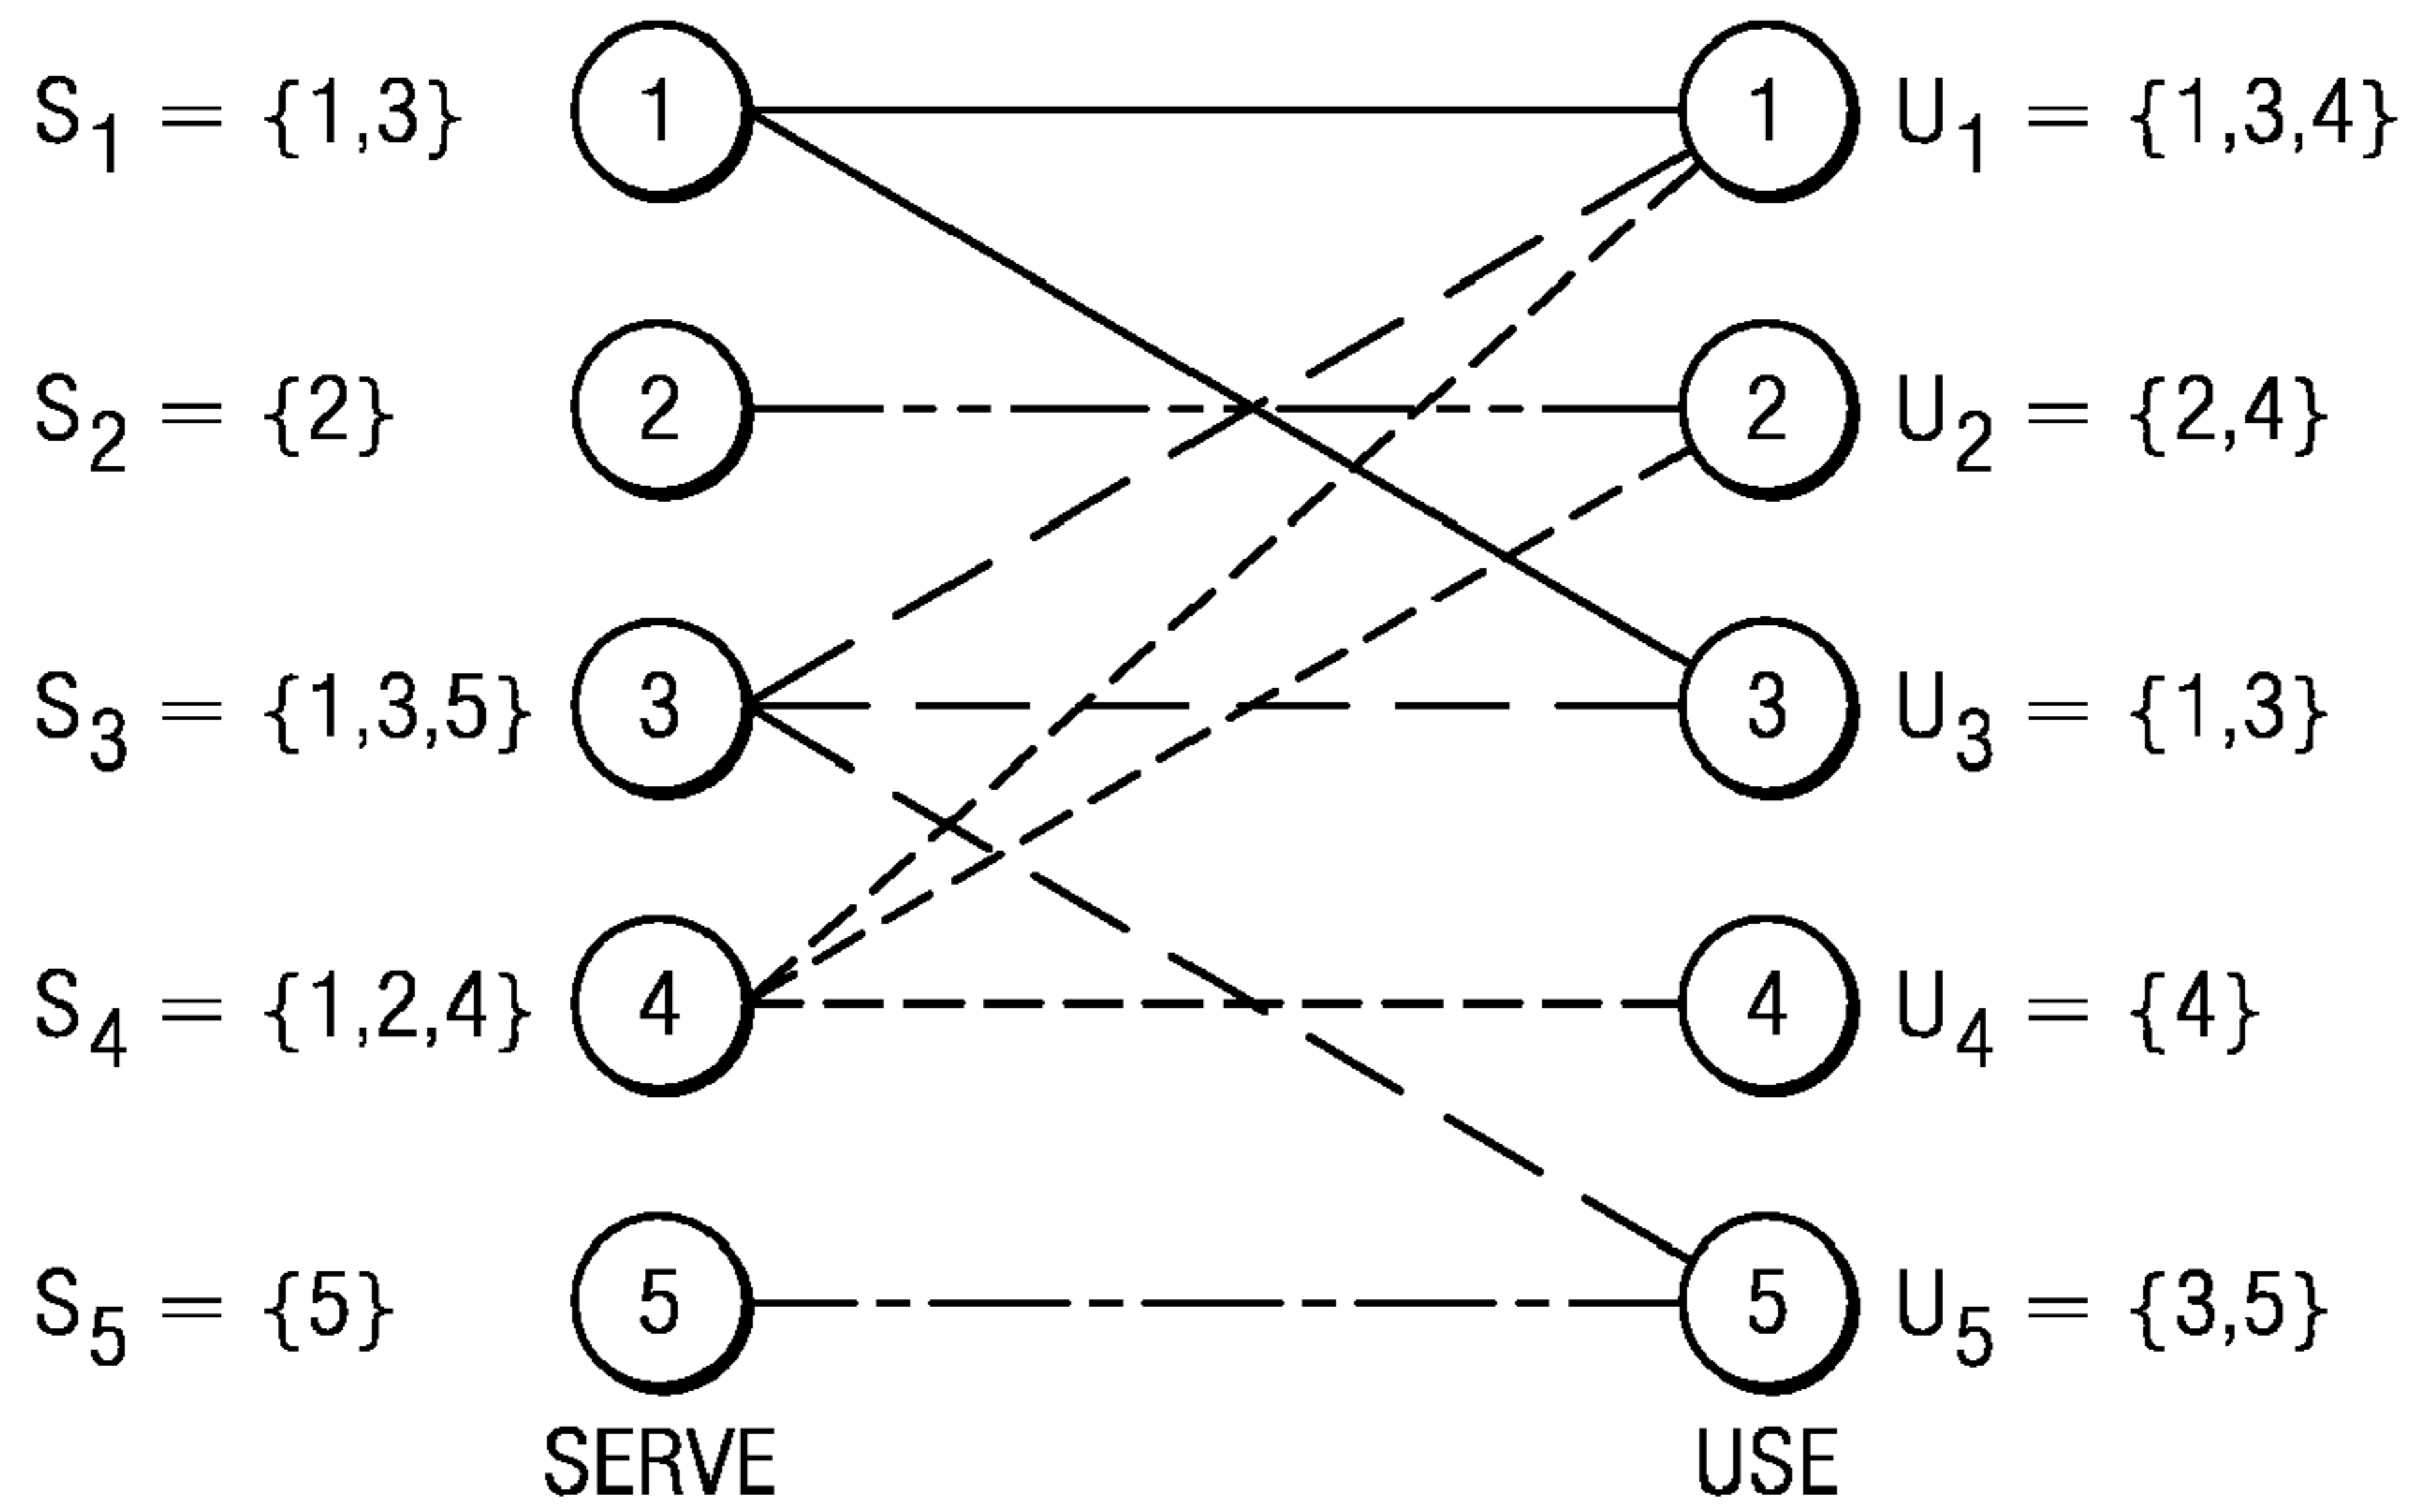 S1 = {1,3} 1 1 U1 = {1,3,4}
S2 = {2} 2 2 U2 = {2,4}
S3 = {1,3,5} 3 3 U3 = {1,3}
S4 = {1,2,4} 4 4 U4 = {4}
S5 = {5} 5 5 U5 = {3,5}
SERVE USE